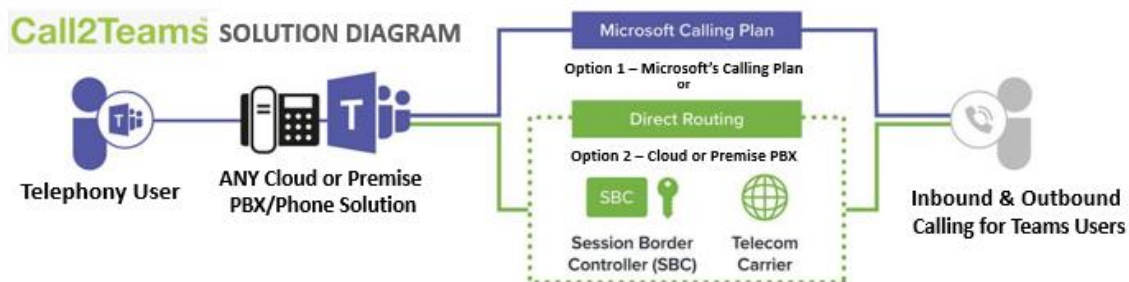 Call2Teams™ SOLUTION DIAGRAM
Telephony User
T
ANY Cloud or Premise
PBX/Phone Solution
T
Microsoft Calling Plan
Option 1 – Microsoft's Calling Plan
or
Direct Routing
Option 2 – Cloud or Premise PBX
SBC
Session Border
Controller (SBC)
Telecom
Carrier
Inbound & Outbound
Calling for Teams Users